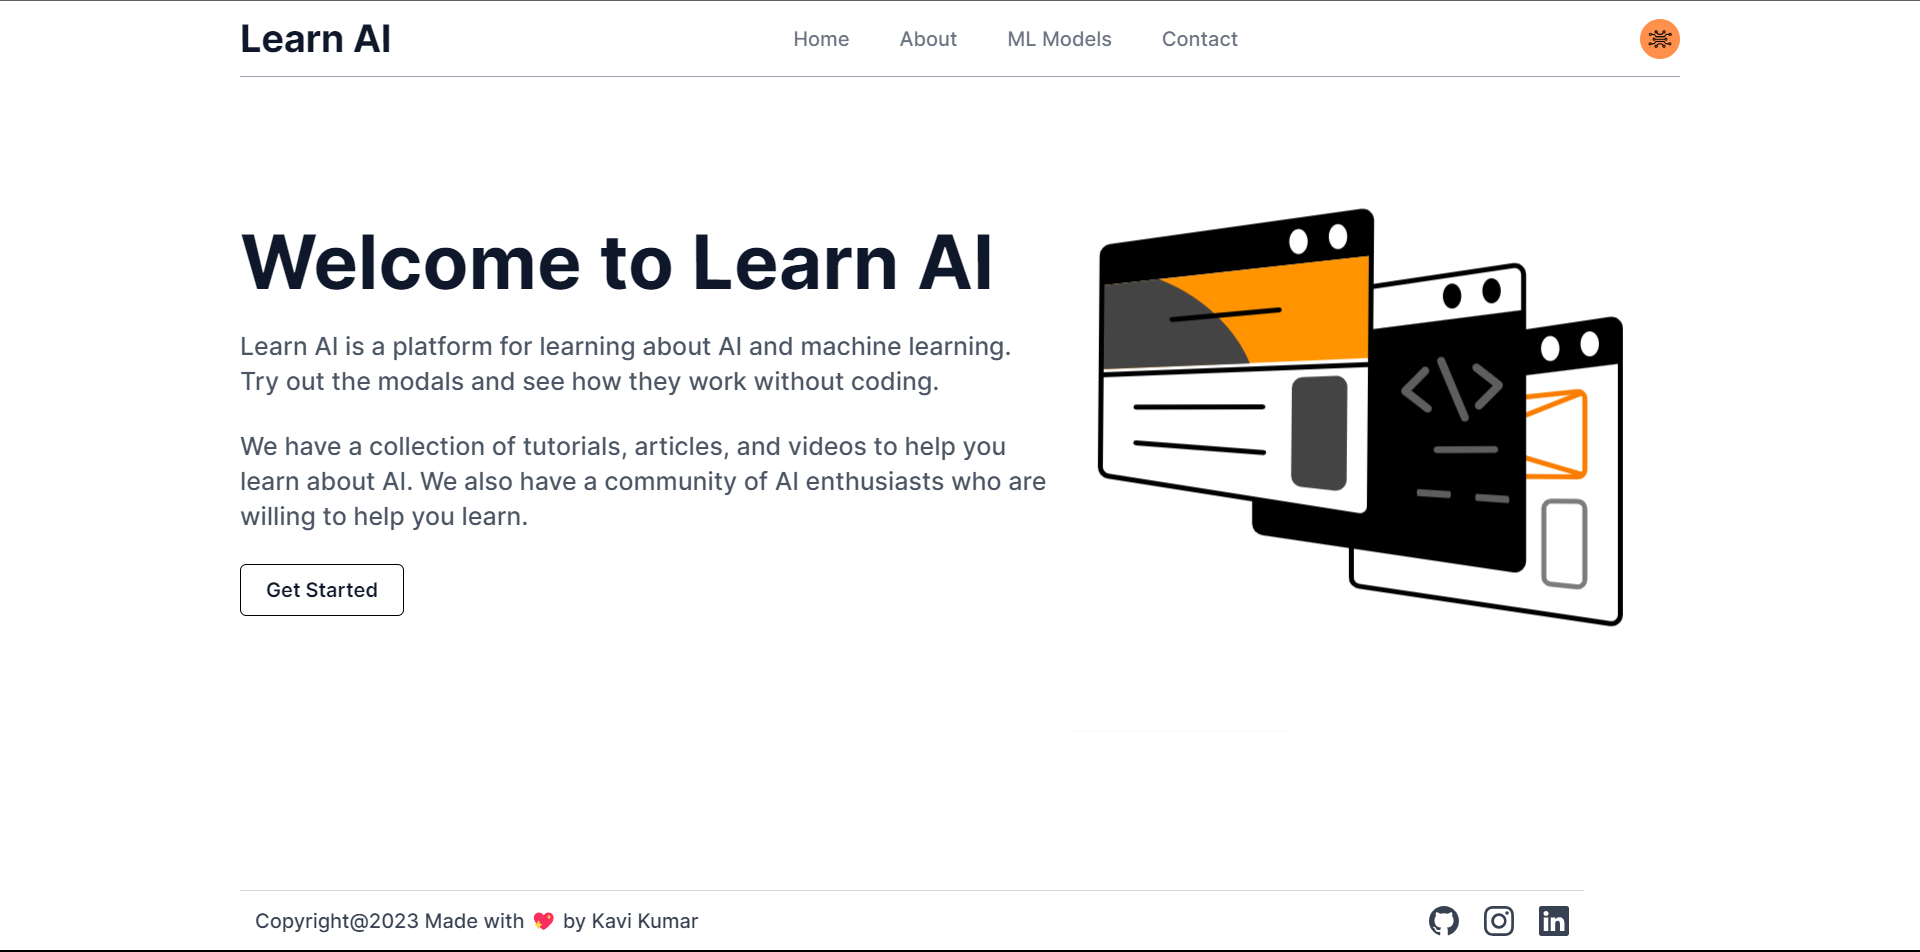 Learn AI
Home
About
ML Models
Contact
Welcome to Learn AI
Learn AI is a platform for learning about AI and machine learning.
Try out the modals and see how they work without coding.
We have a collection of tutorials, articles, and videos to help you
learn about AI. We also have a community of AI enthusiasts who are
willing to help you learn.
Get Started
</>
Copyright@2023 Made with 💖 by Kavi Kumar
in